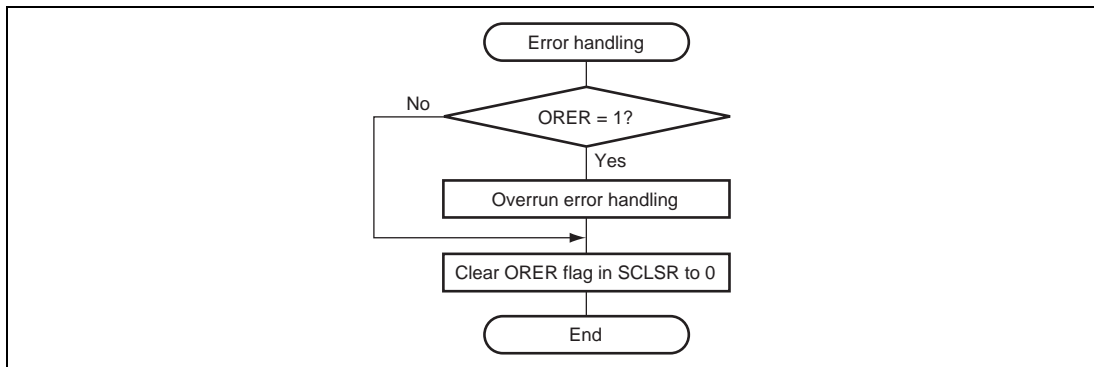 Error handling
ORER = 1?
No
Yes
Overrun error handling
Clear ORER flag in SCLSR to 0
End